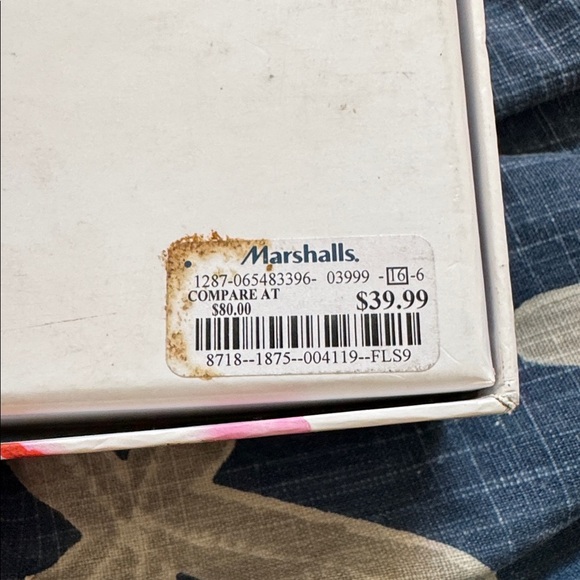 Marshalls.
1287-065483396- 03999 -16-6
COMPARE AT
$80.00
$39.99
8718--1875--004119--FLS9